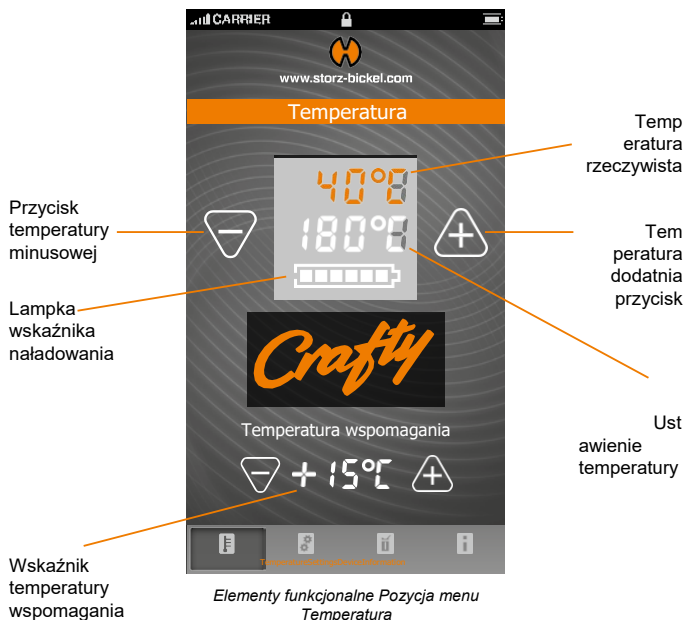 CARRIER
www.storz-bickel.com
Temperatura
40°C
180°C
Crafty
Temperatura wspomagania
+15°C
Przycisk
temperatury
minusowej
Lampka
wskaźnika
naładowania
Wskaźnik
temperatury
wspomagania
Temp
eratura
rzeczywista
Tem
peratura
dodatnia
przycisk
Ust
awienie
temperatury
Elementy funkcjonalne Pozycja menu
Temperatura